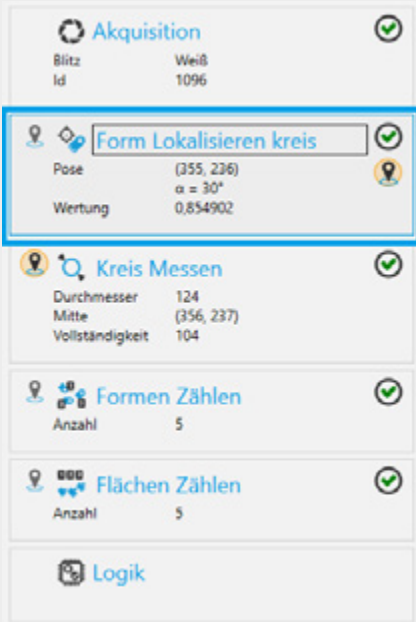 Akquisition
Blitz Weiß
Id 1096
Form Lokalisieren kreis
Pose (355, 236)
α = 30°
Wertung 0,854902
Kreis Messen
Durchmesser 124
Mitte (356, 237)
Vollständigkeit 104
Formen Zählen
Anzahl 5
Flächen Zählen
Anzahl 5
Logik